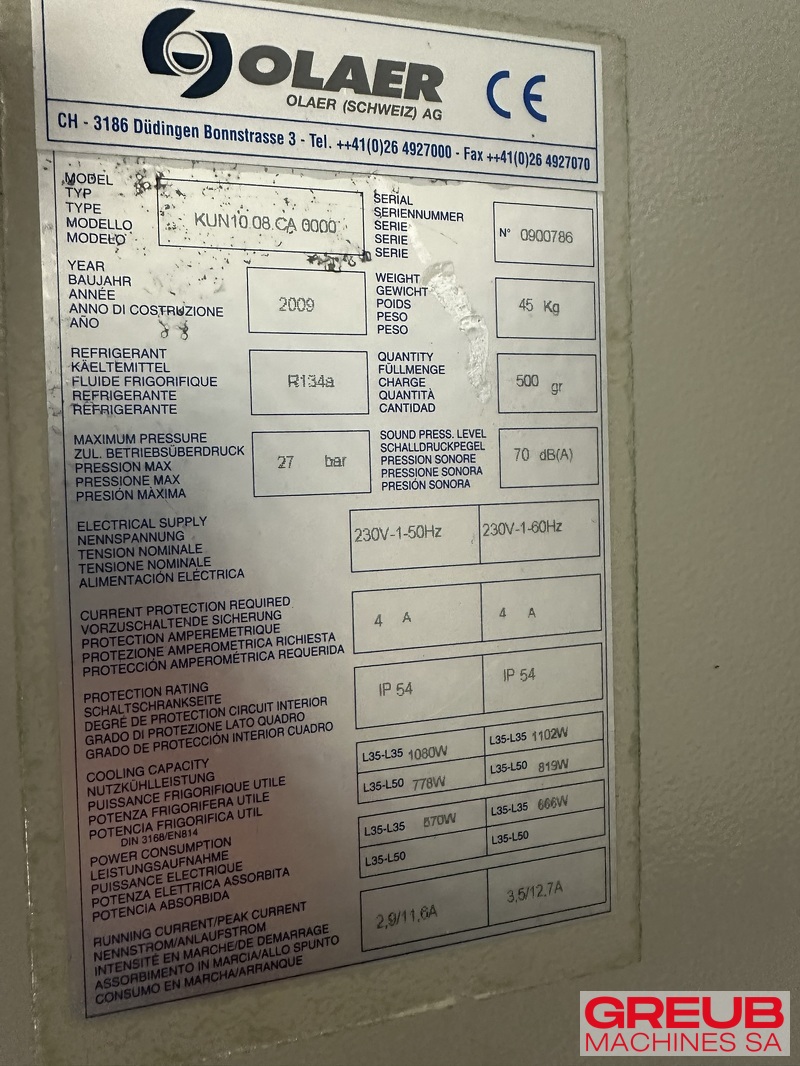 OLAER
OLAER (SCHWEIZ) AG
CE
CH - 3186 Düdingen Bonnstrasse 3 - Tel. ++41(0)26 4927000 - Fax ++41(0)26 4927070
MODEL
TYP
TYPE
MODELLO
MODELO
KUN10.08.CA 0000
SERIAL
SERIENNUMMER
SERIE
SERIE
SERIE
N° 0900786
YEAR
BAUJAHR
ANNÉE
ANNO DI COSTRUZIONE
AÑO
2009
WEIGHT
GEWICHT
POIDS
PESO
PESO
45 Kg
REFRIGERANT
KÄELTEMITTEL
FLUIDE FRIGORIFIQUE
REFRIGERANTE
REFRIGERANTE
R134a
QUANTITY
FÜLLMENGE
CHARGE
QUANTITÀ
CANTIDAD
500 gr
MAXIMUM PRESSURE
ZUL. BETRIEBSÜBERDRUCK
PRESSION MAX
PRESSIONE MAX
PRESIÓN MÀXIMA
27 bar
SOUND PRESS. LEVEL
SCHALLDRUCKPEGEL
PRESSION SONORE
PRESSIONE SONORA
PRESIÓN SONORA
70 dB(A)
ELECTRICAL SUPPLY
NENNSPANNUNG
TENSION NOMINALE
TENSIONE NOMINALE
ALIMENTACIÓN ELÉCTRICA
230V-1-50Hz 230V-1-60Hz
CURRENT PROTECTION REQUIRED
VORZUSCHALTENDE SICHERUNG
PROTECTION AMPEREMETRIQUE
PROTEZIONE AMPEROMETRICA RICHIESTA
PROTECCIÓN AMPEROMÉTRICA REQUERIDA
4 A 4 A
PROTECTION RATING
SCHALTSCHRANKSEITE
DEGRÉ DE PROTECTION CIRCUIT INTERIOR
GRADO DI PROTEZIONE LATO QUADRO
GRADO DE PROTECCIÓN INTERIOR CUADRO
IP 54 IP 54
COOLING CAPACITY
NUTZKÜHLLEISTUNG
PUISSANCE FRIGORIFIQUE UTILE
POTENZA FRIGORIFERA UTILE
POTENCIA FRIGORIFICA UTIL
DIN 3168/EN814
L35-L35 1080W L35-L35 1102W
L35-L50 778W L35-L50 819W
POWER CONSUMPTION
LEISTUNGSAUFNAHME
PUISSANCE ELECTRIQUE
POTENZA ELETTRICA ASSORBITA
POTENCIA ABSORBIDA
L35-L35 570W L35-L35 666W
L35-L50 L35-L50
RUNNING CURRENT/PEAK CURRENT
NENNSTROM/ANLAUFSTROM
INTENSITÉ EN MARCHE/DE DEMARRAGE
ASSORBIMENTO IN MARCIA/ALLO SPUNTO
CONSUMO EN MARCHA/ARRANQUE
2,9/11,6A 3,5/12,7A
GREUB
MACHINES SA